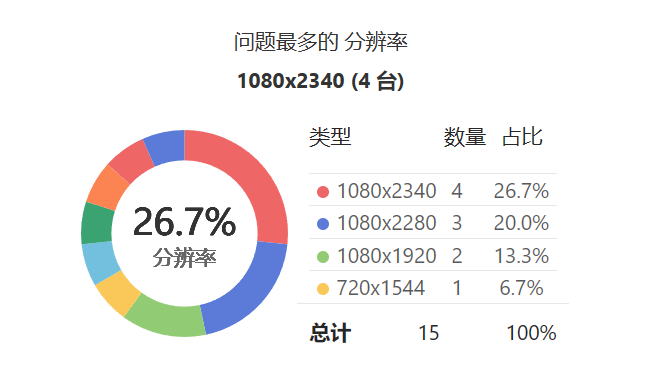 问题最多的 分辨率
1080x2340 (4 台)
类型 数量 占比
1080x2340 4 26.7%
1080x2280 3 20.0%
1080x1920 2 13.3%
720x1544 1 6.7%
总计 15 100%
26.7%
分辨率